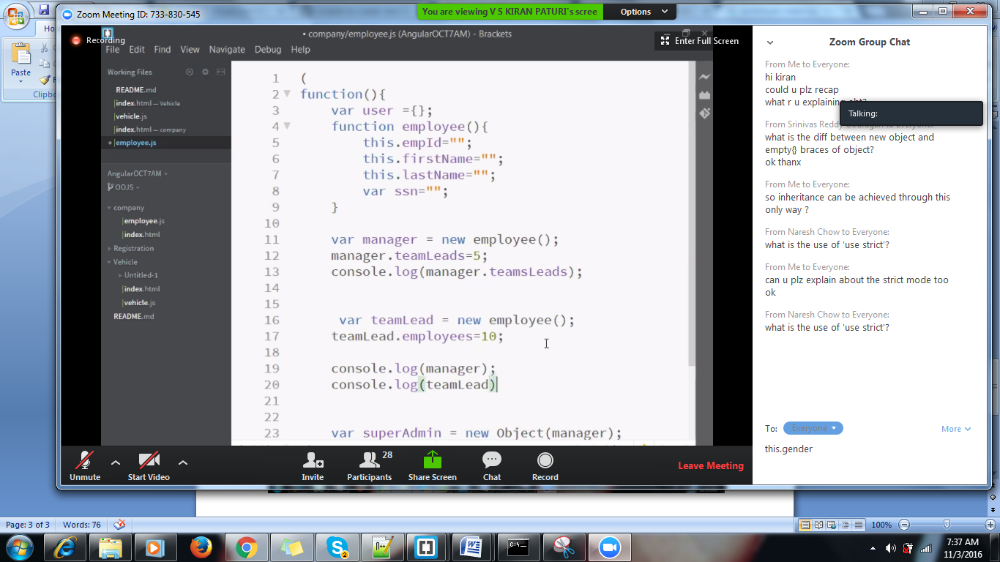 Zoom Meeting ID: 733-830-545
You are viewing V S KIRAN PATURI's scree
Options
Ho
Paste
Clipbo
Recording
• company/employee.js (AngularOCT7AM) - Brackets
Enter Full Screen
File Edit Find View Navigate Debug Help
Working Files
README.md
index.html — Vehicle
vehicle.js
index.html — company
employee.js
AngularOCT7AM
OOJS
company
employee.js
index.html
Registration
Vehicle
Untitled-1
index.html
vehicle.js
README.md
1 (
2 function(){
3 var user ={};
4 function employee(){
5 this.empId="";
6 this.firstName="";
7 this.lastName="";
8 var ssn="";
9 }
10
11 var manager = new employee();
12 manager.teamLeads=5;
13 console.log(manager.teamsLeads);
14
15
16 var teamLead = new employee();
17 teamLead.employees=10;
18
19 console.log(manager);
20 console.log(teamLead)
21
22
23 var superAdmin = new Object(manager);
Zoom Group Chat
From Me to Everyone:
hi kiran
could u plz recap
what r u explaining abt?
Talking:
From Srinivas Reddy to Everyone:
what is the diff between new object and
empty{} braces of object?
ok thanx
From Me to Everyone:
so inheritance can be achieved through this
only way ?
From Naresh Chow to Everyone:
what is the use of 'use strict'?
From Me to Everyone:
can u plz explain about the strict mode too
ok
From Naresh Chow to Everyone:
what is the use of 'use strict'?
To: Everyone
More
this.gender
Unmute
Start Video
Invite
28
Participants
Share Screen
Chat
Record
Leave Meeting
Page: 3 of 3
Words: 76
100%
2
C:\_
7:37 AM
11/3/2016